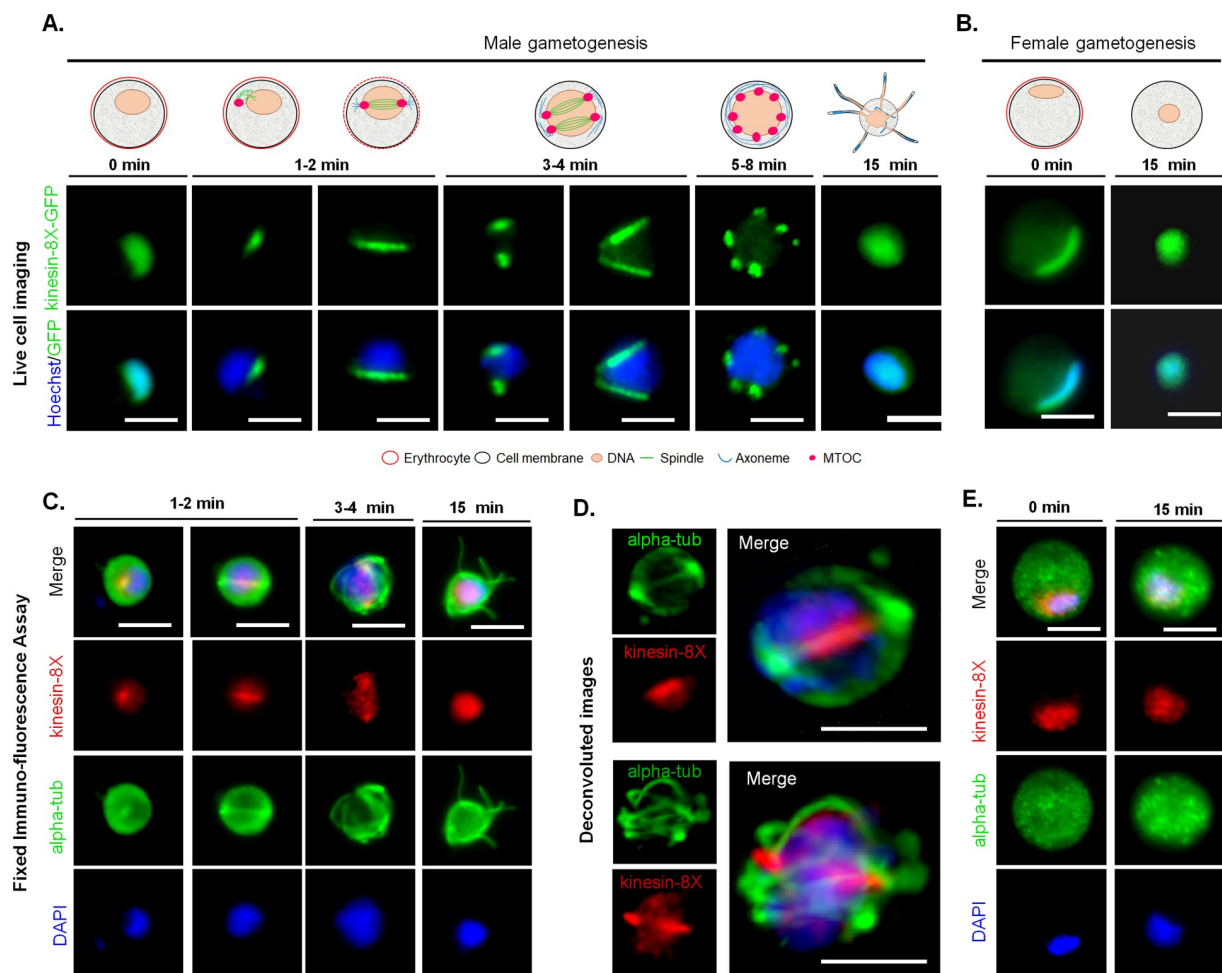 A.
Male gametogenesis
0 min
1-2 min
3-4 min
5-8 min
15 min
Live cell imaging
kinesin-8X-GFP
Hoechst/GFP
B.
Female gametogenesis
0 min
15 min
Erythrocyte
Cell membrane
DNA
Spindle
Axoneme
MTOC
C.
1-2 min
3-4 min
15 min
Fixed Immuno-fluorescence Assay
Merge
kinesin-8X
alpha-tub
DAPI
D.
Deconvoluted images
alpha-tub
Merge
kinesin-8X
alpha-tub
Merge
kinesin-8X
E.
0 min
15 min
Merge
kinesin-8X
alpha-tub
DAPI